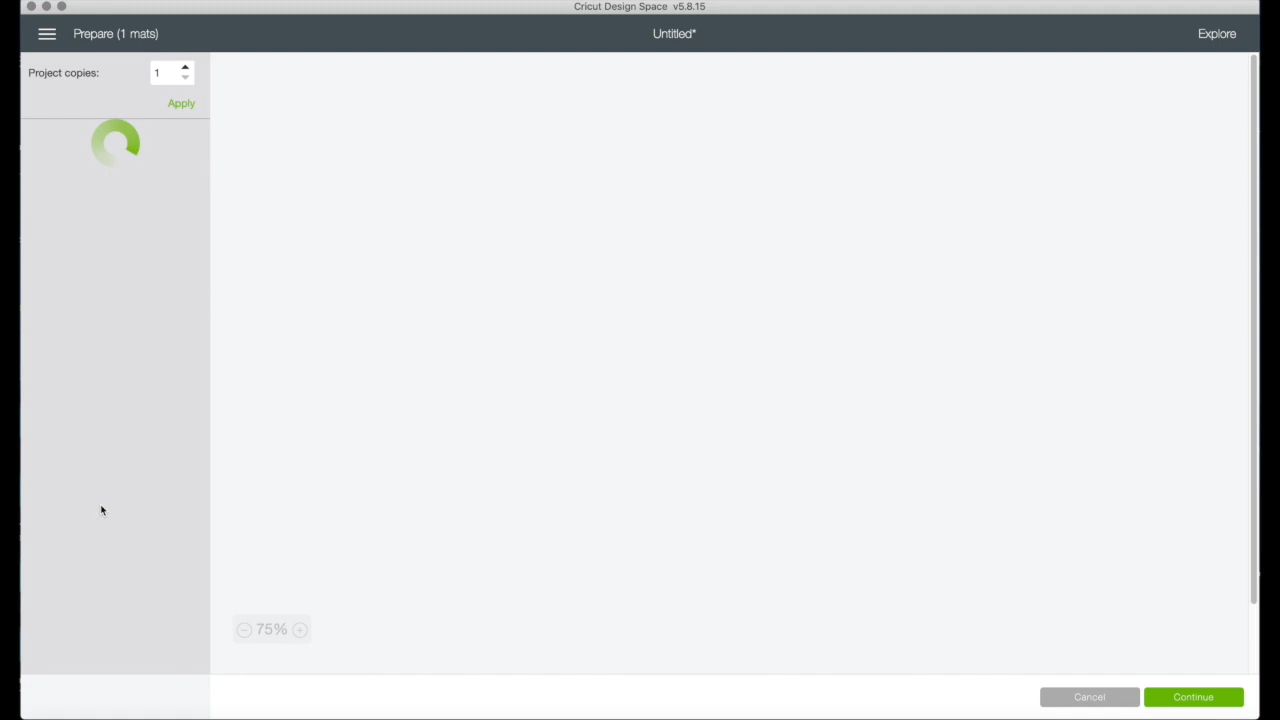 Cricut Design Space v5.8.15
Prepare (1 mats)
Untitled*
Explore
Project copies:
1
Apply
75%
Cancel
Continue